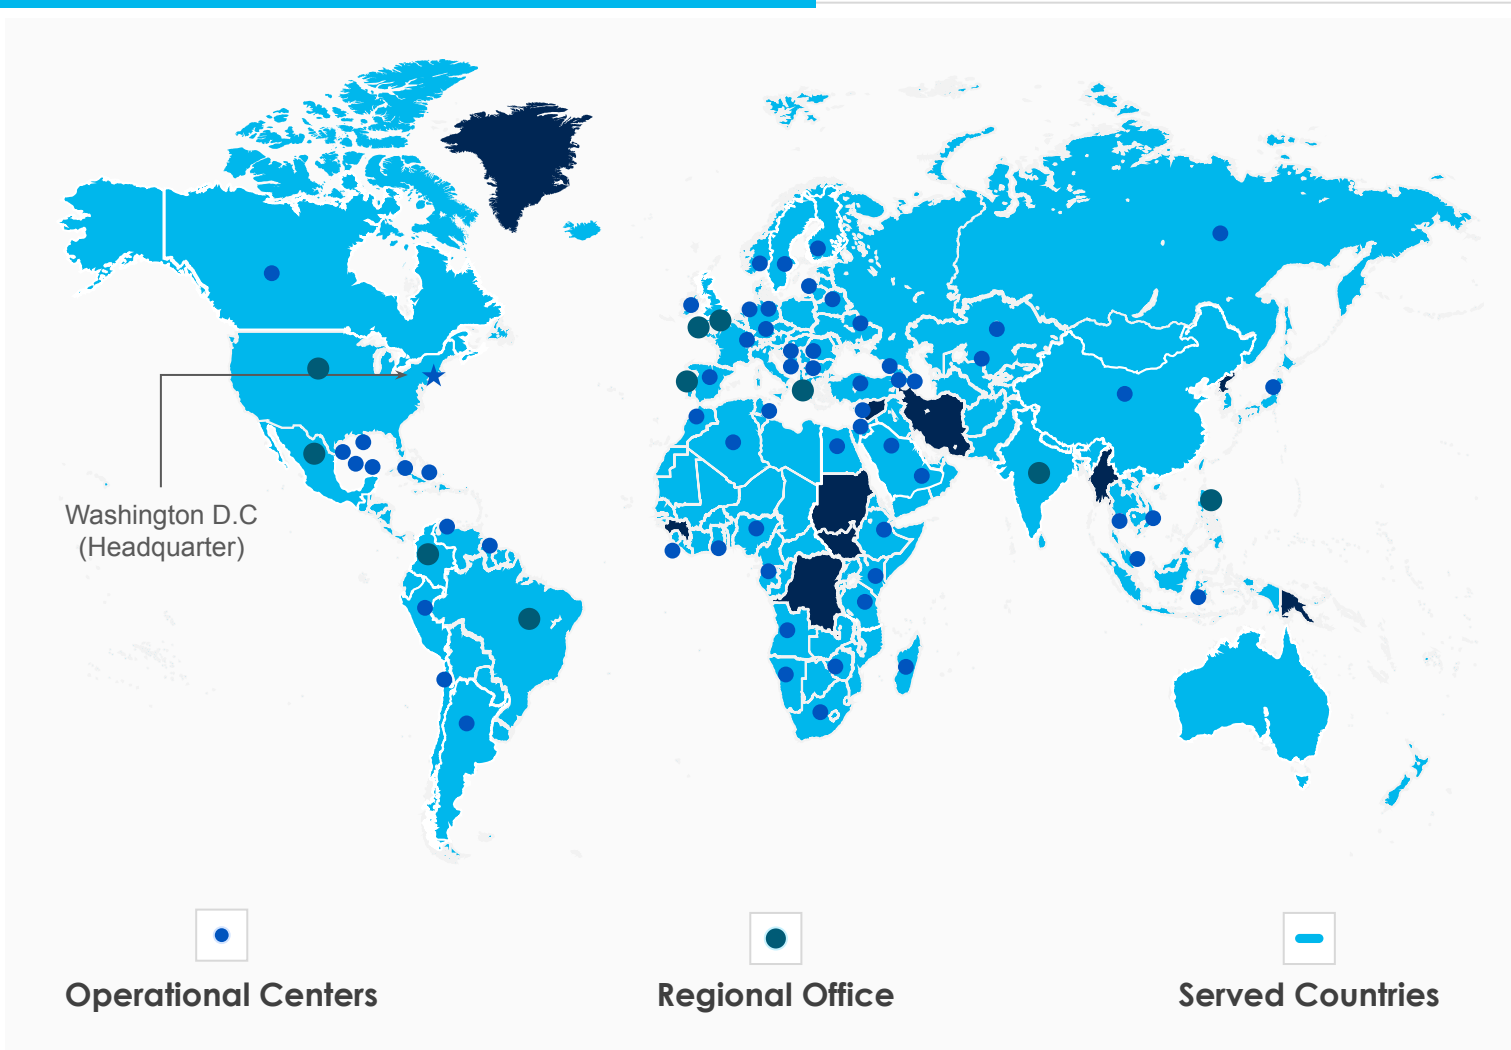 Washington D.C
(Headquarter)
Operational Centers
Regional Office
Served Countries